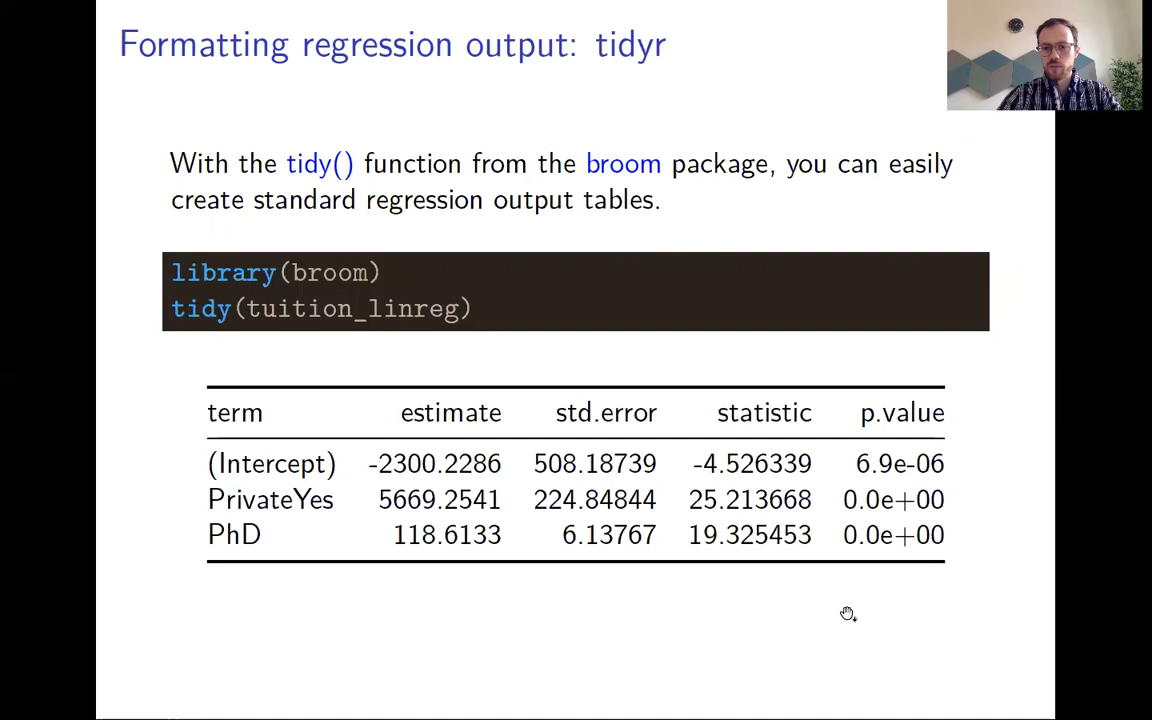 Formatting regression output: tidyr
With the tidy() function from the broom package, you can easily
create standard regression output tables.
library(broom)
tidy(tuition_linreg)
term estimate std.error statistic p.value
(Intercept) -2300.2286 508.18739 -4.526339 6.9e-06
PrivateYes 5669.2541 224.84844 25.213668 0.0e+00
PhD 118.6133 6.13767 19.325453 0.0e+00